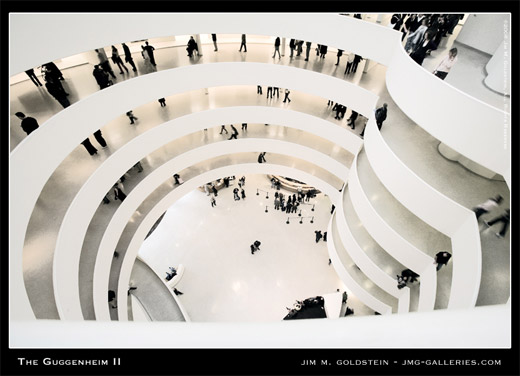 THE GUGGENHEIM II
JIM M. GOLDSTEIN - JMG-GALLERIES.COM